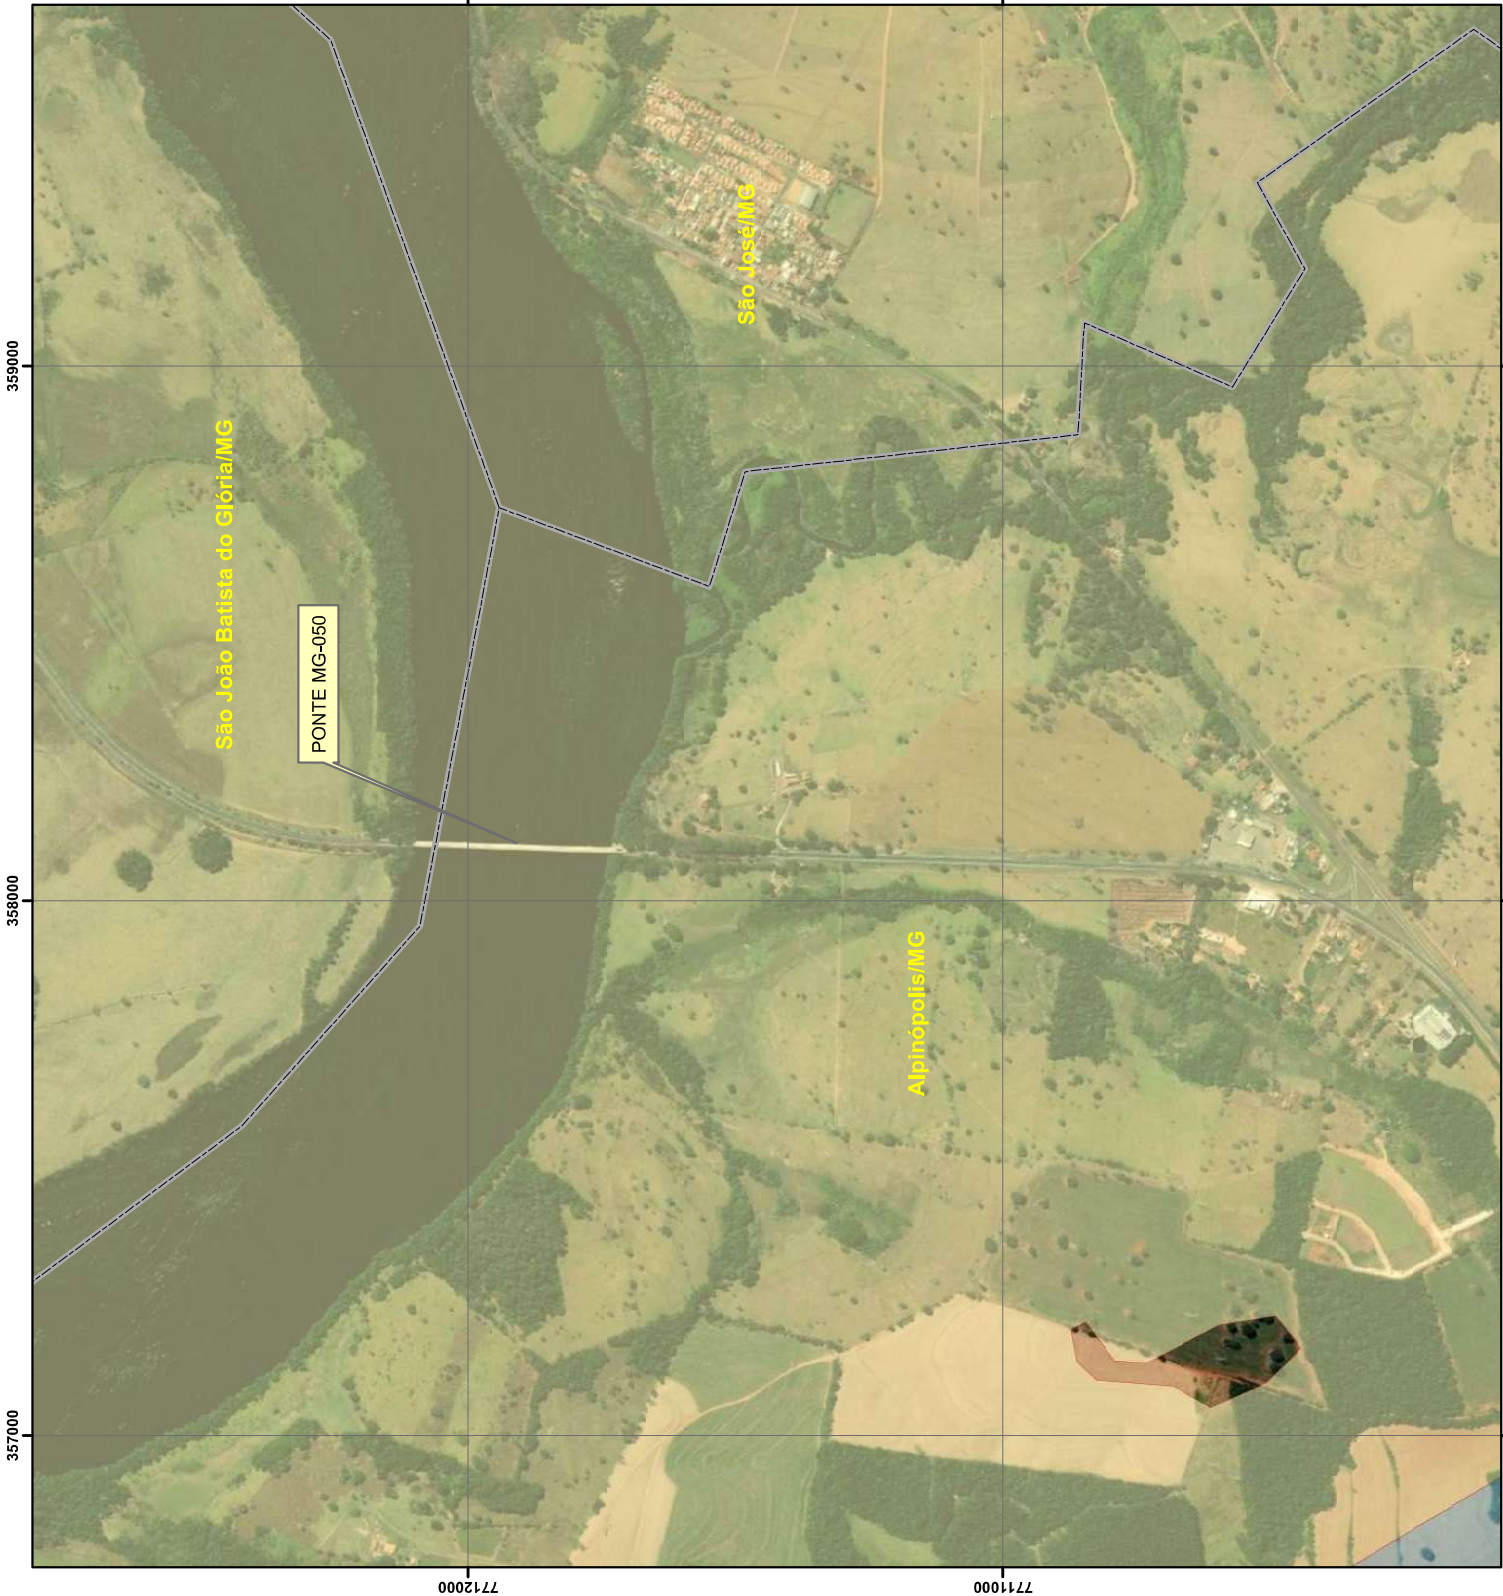 São João Batista do Glória/MG
PONTE MG-050
São José/MG
Alpinópolis/MG
357000
358000
359000
7712000
7711000